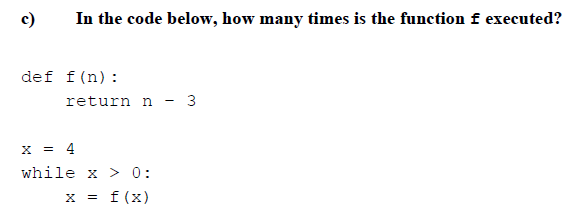 c) In the code below, how many times is the function f executed?
def f(n):
    return n - 3
x = 4
while x > 0:
    x = f(x)